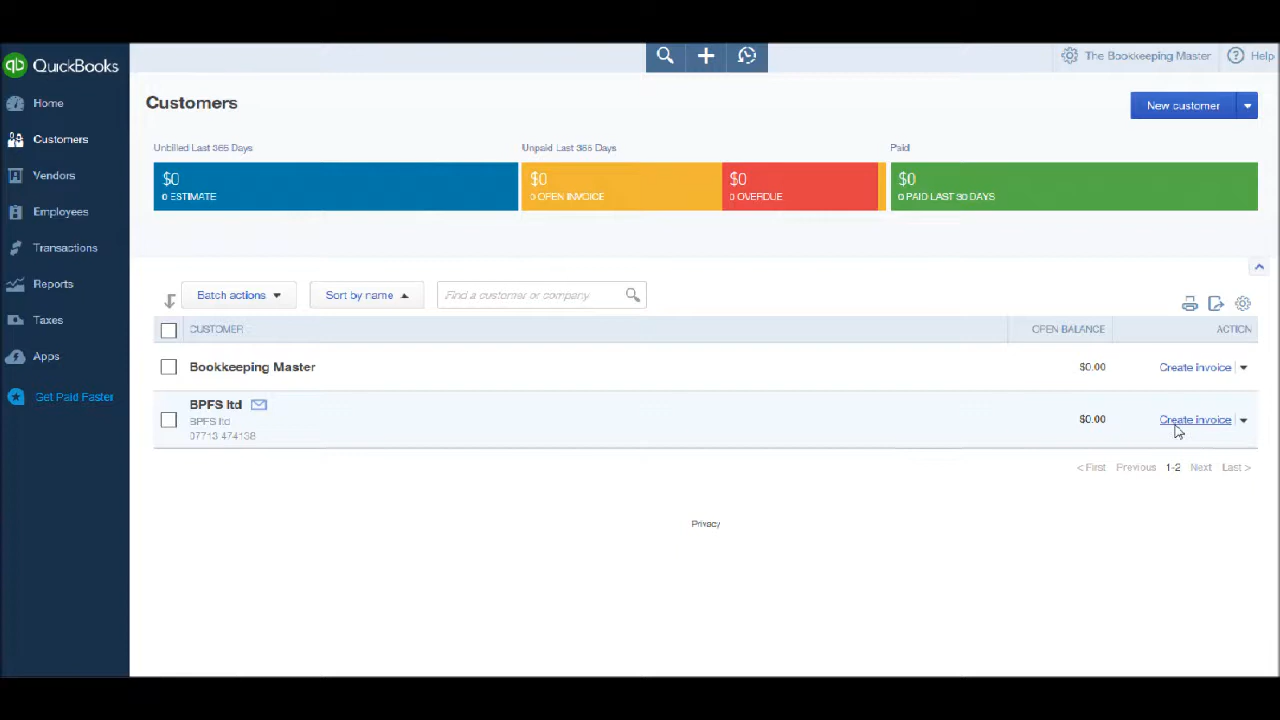 qb QuickBooks
The Bookkeeping Master
Help
Home
Customers
Vendors
Employees
Transactions
Reports
Taxes
Apps
Get Paid Faster
Customers
New customer
Unbilled Last 365 Days
Unpaid Last 365 Days
Paid
$0
0 ESTIMATE
$0
0 OPEN INVOICE
$0
0 OVERDUE
$0
0 PAID LAST 30 DAYS
Batch actions
Sort by name
Find a customer or company
CUSTOMER
OPEN BALANCE
ACTION
Bookkeeping Master
$0.00
Create invoice
BPFS ltd
BPFS ltd
07713 474138
$0.00
Create invoice
< First Previous 1-2 Next Last >
Privacy